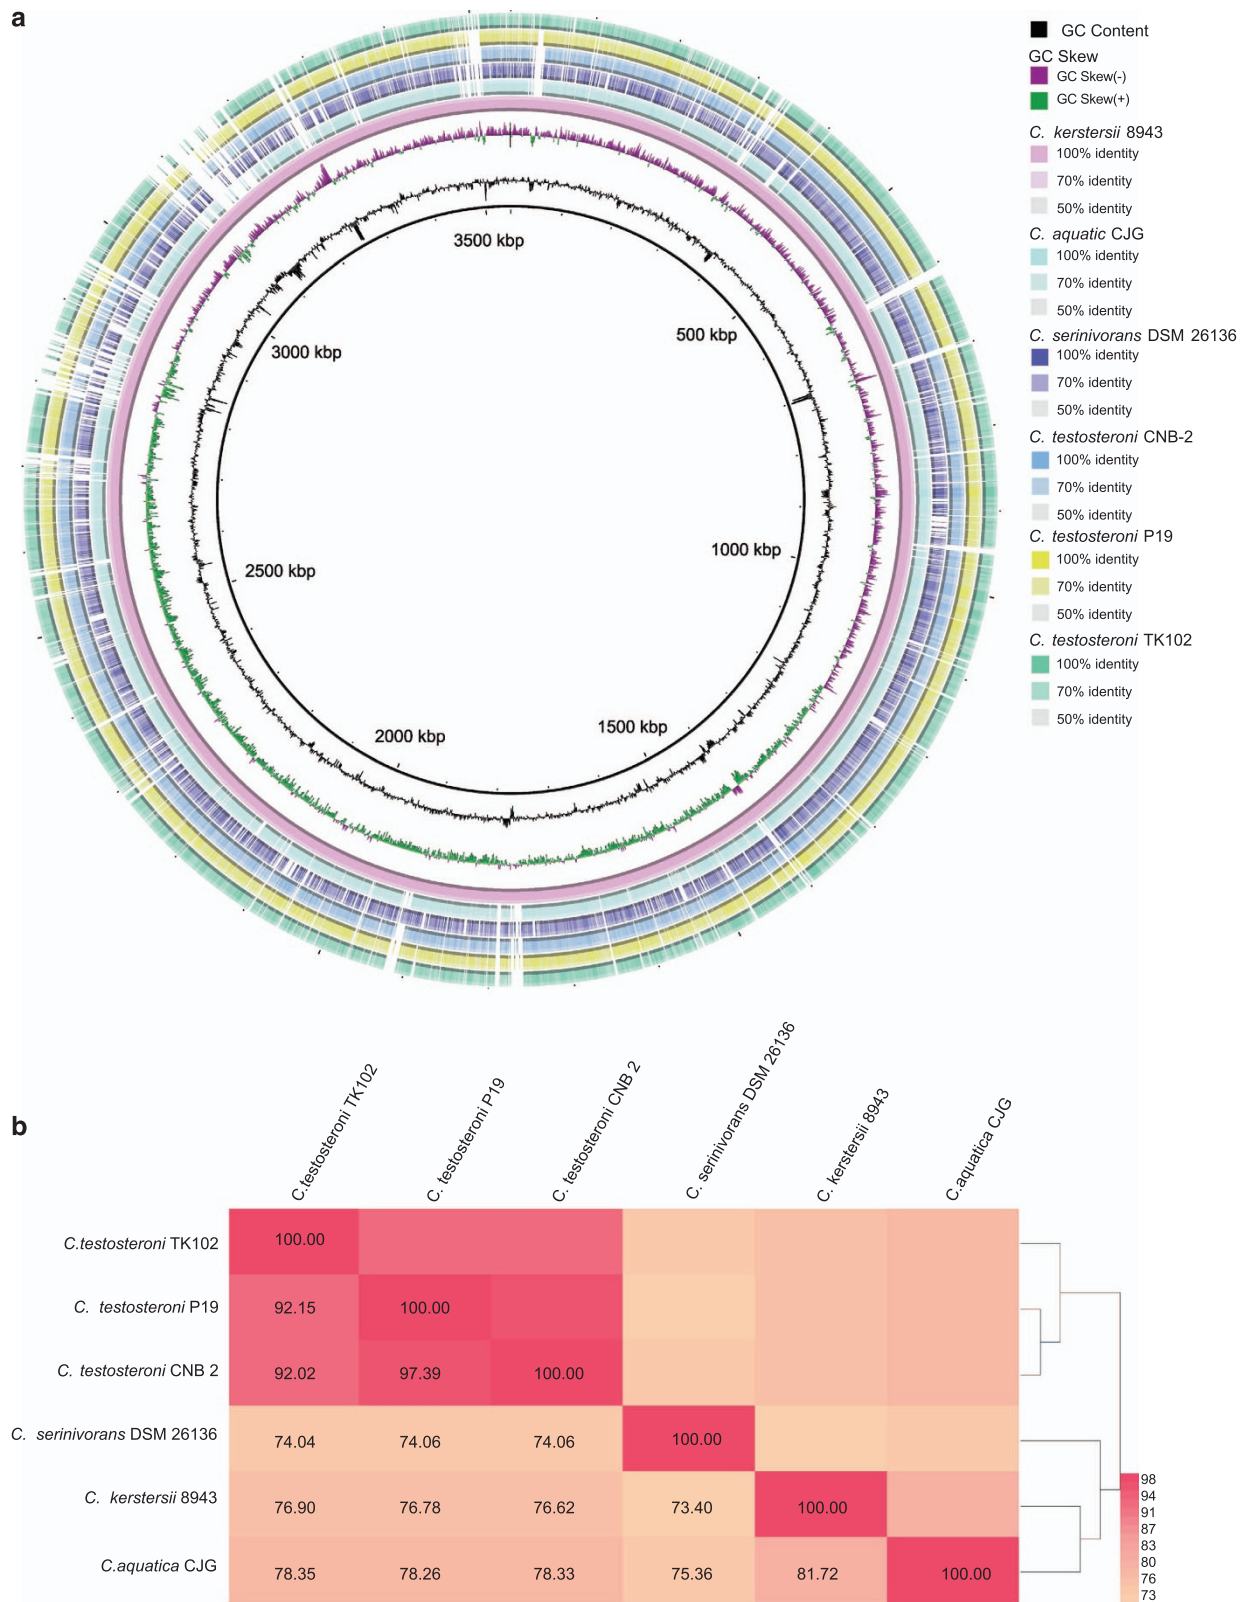 a
GC Content
GC Skew
GC Skew(-)
GC Skew(+)
C. kerstersii 8943
100% identity
70% identity
50% identity
C. aquatic CJG
100% identity
70% identity
50% identity
C. serinivorans DSM 26136
100% identity
70% identity
50% identity
C. testosteroni CNB-2
100% identity
70% identity
50% identity
C. testosteroni P19
100% identity
70% identity
50% identity
C. testosteroni TK102
100% identity
70% identity
50% identity
3500 kbp
500 kbp
3000 kbp
1000 kbp
2500 kbp
1500 kbp
2000 kbp
b
C.testosteroni TK102
C. testosteroni P19
C. testosteroni CNB 2
C. serinivorans DSM 26136
C. kerstersii 8943
C.aquatica CJG
C.testosteroni TK102
100.00
C. testosteroni P19
92.15 100.00
C. testosteroni CNB 2
92.02 97.39 100.00
C. serinivorans DSM 26136
74.04 74.06 74.06 100.00
C. kerstersii 8943
76.90 76.78 76.62 73.40 100.00
C.aquatica CJG
78.35 78.26 78.33 75.36 81.72 100.00
98
94
91
87
83
80
76
73